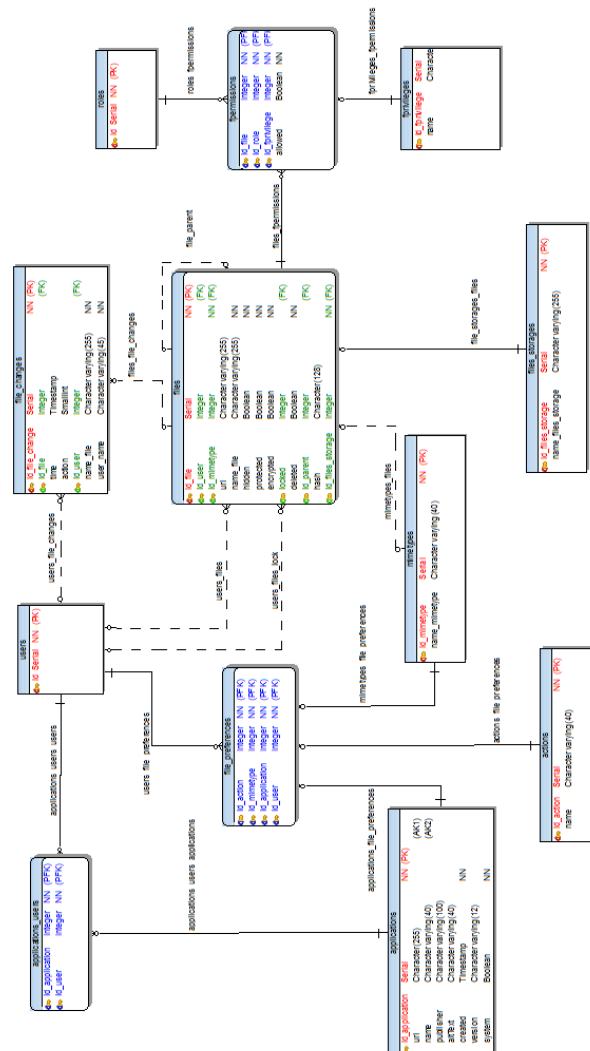 roles
id Serial NN (PK)
roles_fpermissions
fpermissions
id_file Integer NN (PFK)
id_role Integer NN (PFK)
id_fprivilege Integer NN (PFK)
allowed Boolean NN
fprivileges_fpermissions
fprivileges
id_fprivilege Serial
name Characte
file_changes
id_file_change Serial NN (PK)
id_file Integer (FK)
time Timestamp
action Smallint
id_user Integer (FK)
name_file Character varying(255) NN
user_name Character varying(45) NN
files_file_changes
file_parent
files_fpermissions
files
id_file Serial NN (PK)
id_user Integer (FK)
id_mimetype Integer (FK)
uri Character varying(255)
name_file Character varying(255) NN
hidden Boolean NN
protected Boolean NN
encrypted Boolean NN
locked Integer (FK)
deleted Boolean NN
id_parent Integer (FK)
hash Character(128)
id_files_storage Integer NN (FK)
file_storages_files
files_storages
id_files_storage Serial NN (PK)
name_files_storage Character varying(255)
users_file_changes
users
id Serial NN (PK)
users_files
users_files_lock
mimetypes_files
mimetypes
id_mimetype Serial NN (PK)
name_mimetype Character varying(40)
applications_users_users
users_file_preferences
file_preferences
id_action Integer NN (PFK)
id_mimetype Integer NN (PFK)
id_application Integer NN (PFK)
id_user Integer NN (PFK)
mimetypes_file_preferences
actions_file_preferences
actions
id_action Serial NN (PK)
name Character varying(40)
applications_users
id_application Integer NN (PFK)
id_user Integer NN (PFK)
applications_users_applications
applications_file_preferences
applications
id_application Serial NN (PK)
url Character(255) (AK1)
name Character varying(40) (AK2)
publisher Character varying(100)
altText Character varying(40)
created Timestamp NN
version Character varying(12)
system Boolean NN